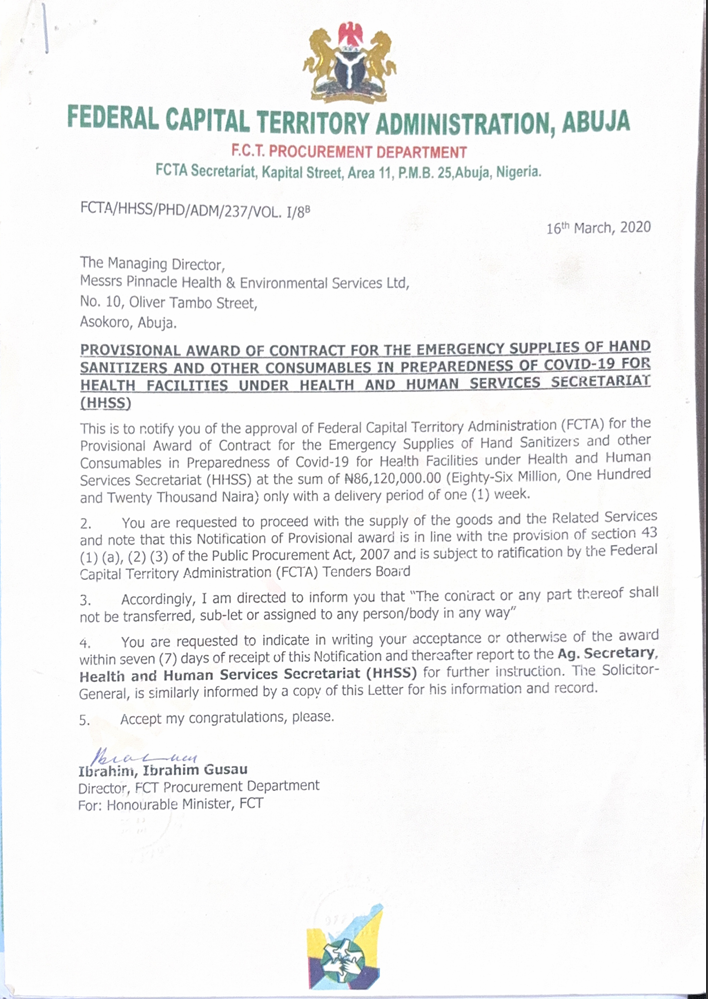 FEDERAL CAPITAL TERRITORY ADMINISTRATION, ABUJA
F.C.T. PROCUREMENT DEPARTMENT
FCTA Secretariat, Kapital Street, Area 11, P.M.B. 25,Abuja, Nigeria.
FCTA/HHSS/PHD/ADM/237/VOL. I/8ᴮ
16th March, 2020
The Managing Director,
Messrs Pinnacle Health & Environmental Services Ltd,
No. 10, Oliver Tambo Street,
Asokoro, Abuja.
PROVISIONAL AWARD OF CONTRACT FOR THE EMERGENCY SUPPLIES OF HAND
SANITIZERS AND OTHER CONSUMABLES IN PREPAREDNESS OF COVID-19 FOR
HEALTH FACILITIES UNDER HEALTH AND HUMAN SERVICES SECRETARIAT
(HHSS)
This is to notify you of the approval of Federal Capital Territory Administration (FCTA) for the
Provisional Award of Contract for the Emergency Supplies of Hand Sanitizers and other
Consumables in Preparedness of Covid-19 for Health Facilities under Health and Human
Services Secretariat (HHSS) at the sum of ₦86,120,000.00 (Eighty-Six Million, One Hundred
and Twenty Thousand Naira) only with a delivery period of one (1) week.
2. You are requested to proceed with the supply of the goods and the Related Services
and note that this Notification of Provisional award is in line with the provision of section 43
(1) (a), (2) (3) of the Public Procurement Act, 2007 and is subject to ratification by the Federal
Capital Territory Administration (FCTA) Tenders Board
3. Accordingly, I am directed to inform you that "The contract or any part thereof shall
not be transferred, sub-let or assigned to any person/body in any way"
4. You are requested to indicate in writing your acceptance or otherwise of the award
within seven (7) days of receipt of this Notification and thereafter report to the Ag. Secretary,
Health and Human Services Secretariat (HHSS) for further instruction. The Solicitor-
General, is similarly informed by a copy of this Letter for his information and record.
5. Accept my congratulations, please.
Ibrahim, Ibrahim Gusau
Director, FCT Procurement Department
For: Honourable Minister, FCT